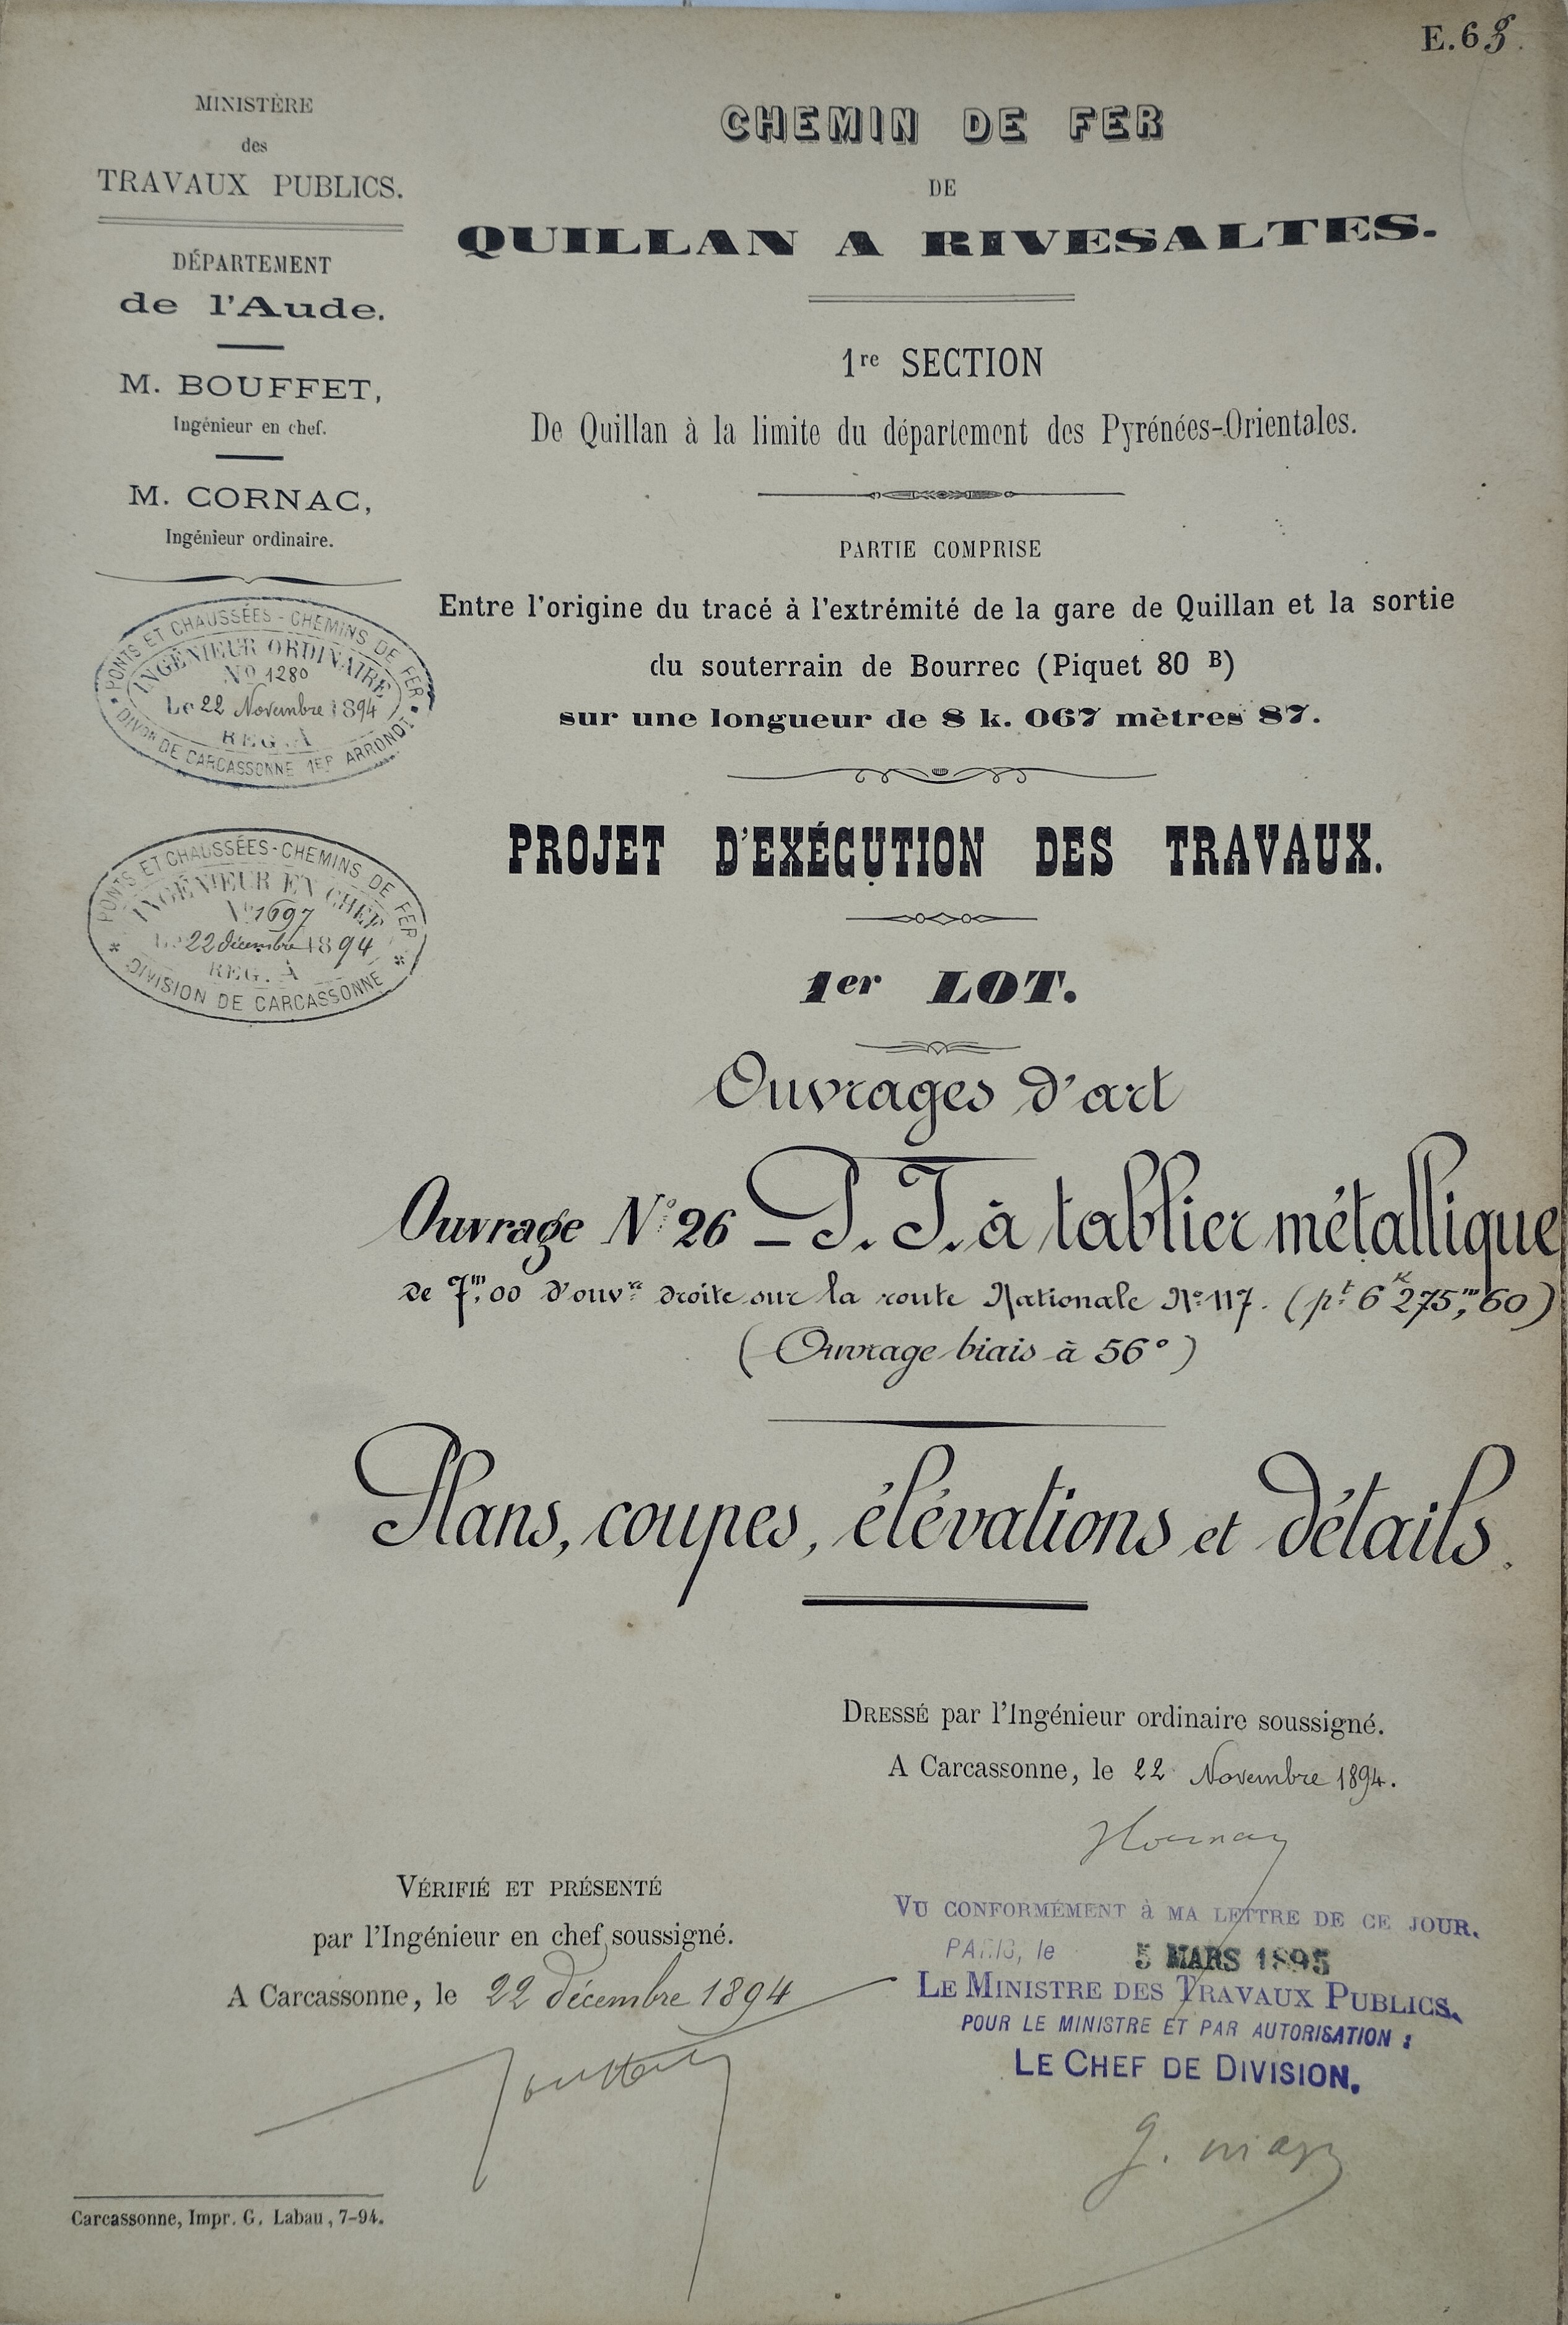 E.63.
MINISTÈRE
des
TRAVAUX PUBLICS.
DÉPARTEMENT
de l'Aude.
M. BOUFFET,
Ingénieur en chef.
M. CORNAC,
Ingénieur ordinaire.
PONTS ET CHAUSSÉES - CHEMINS DE FER
INGÉNIEUR ORDINAIRE
No 1280
Le 22 Novembre 1894
REG. A
DIVON DE CARCASSONNE 1ER ARRONDT
PONTS ET CHAUSSÉES - CHEMINS DE FER
INGÉNIEUR EN CHEF
No 1697
Le 22 décembre 1894
REG. A
DIVISION DE CARCASSONNE
CHEMIN DE FER
DE
QUILLAN A RIVESALTES.
1re SECTION
De Quillan à la limite du département des Pyrénées-Orientales.
PARTIE COMPRISE
Entre l'origine du tracé à l'extrémité de la gare de Quillan et la sortie
du souterrain de Bourrec (Piquet 80 B)
sur une longueur de 8 k. 067 mètres 87.
PROJET D'EXÉCUTION DES TRAVAUX.
1er LOT.
Ouvrages d'art
Ouvrage No 26 _ P. I. à tablier métallique
de 7m,00 d'ouvre droite sur la route Nationale No 117. (pt 6k 275m,60)
(Ouvrage biais à 56°)
Plans, coupes, élévations et détails.
DRESSÉ par l'Ingénieur ordinaire soussigné.
A Carcassonne, le 22 Novembre 1894.
VÉRIFIÉ ET PRÉSENTÉ
par l'Ingénieur en chef soussigné.
A Carcassonne, le 22 décembre 1894
VU CONFORMÉMENT à MA LETTRE DE CE JOUR.
PARIS, le 5 MARS 1895
LE MINISTRE DES TRAVAUX PUBLICS.
POUR LE MINISTRE ET PAR AUTORISATION :
LE CHEF DE DIVISION.
Carcassonne, Impr. G. Labau, 7-94.